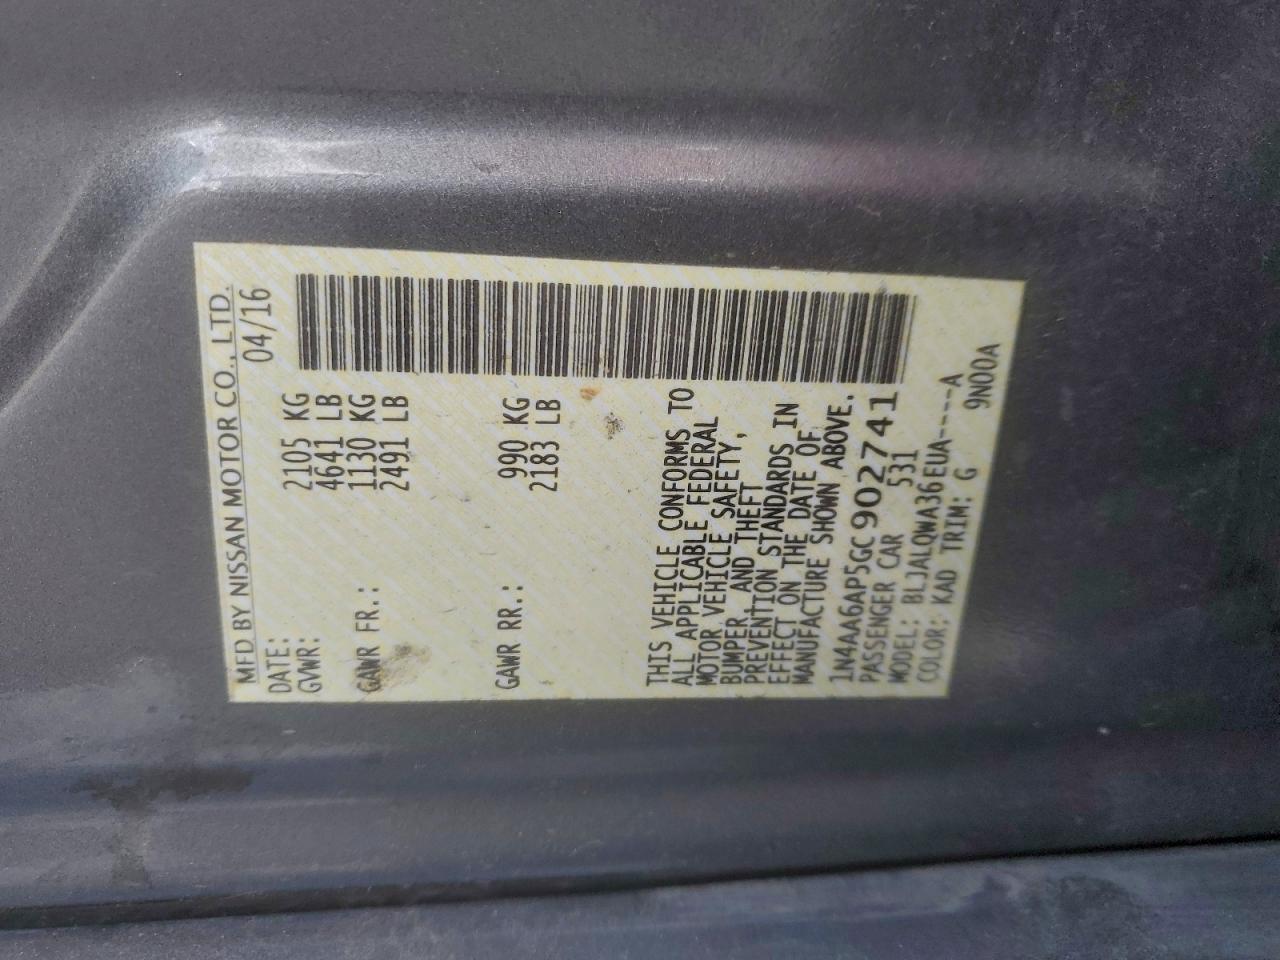 MFD BY NISSAN MOTOR CO., LTD.
DATE: 04/16
GVWR: 2105 KG
4641 LB
GAWR FR.: 1130 KG
2491 LB
GAWR RR.: 990 KG
2183 LB
THIS VEHICLE CONFORMS TO
ALL APPLICABLE FEDERAL
MOTOR VEHICLE SAFETY,
BUMPER, AND THEFT
PREVENTION STANDARDS IN
EFFECT ON THE DATE OF
MANUFACTURE SHOWN ABOVE.
1N4AA6AP5GC902741
PASSENGER CAR 531
MODEL: BLJALQWA36EUA----A
COLOR: KAD TRIM: G 9N00A